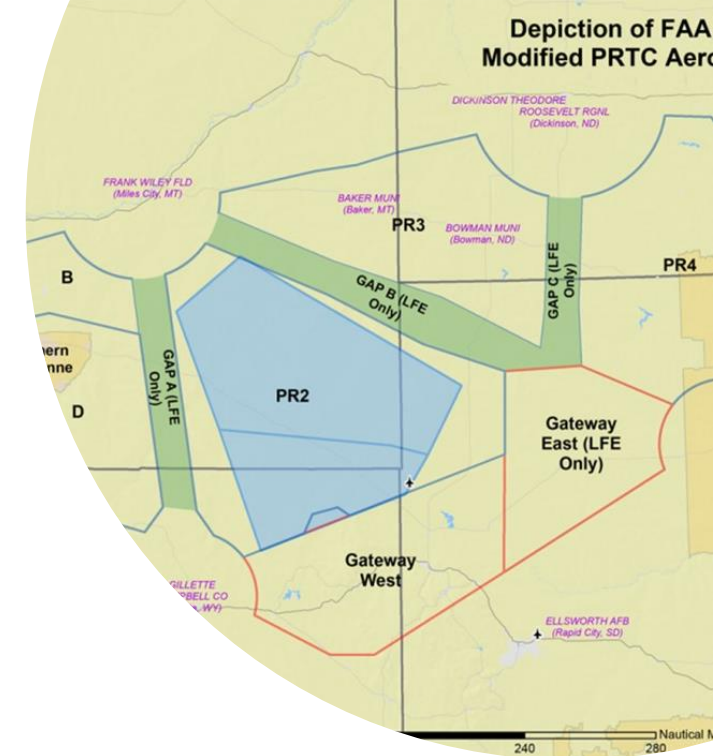 Depiction of FAA
Modified PRTC
DICKINSON THEODORE
ROOSEVELT RGNL
(Dickinson, ND)
FRANK WILEY FLD
(Miles City, MT)
BAKER MUNI
(Baker, MT)
PR3
BOWMAN MUNI
(Bowman, ND)
B
PR4
GAP B (LFE
Only)
GAP C (LFE
Only)
GAP A (LFE
Only)
D
PR2
Gateway
East (LFE
Only)
Gateway
West
GILLETTE
CO
WY)
ELLSWORTH AFB
(Rapid City, SD)
Nautical
240
280